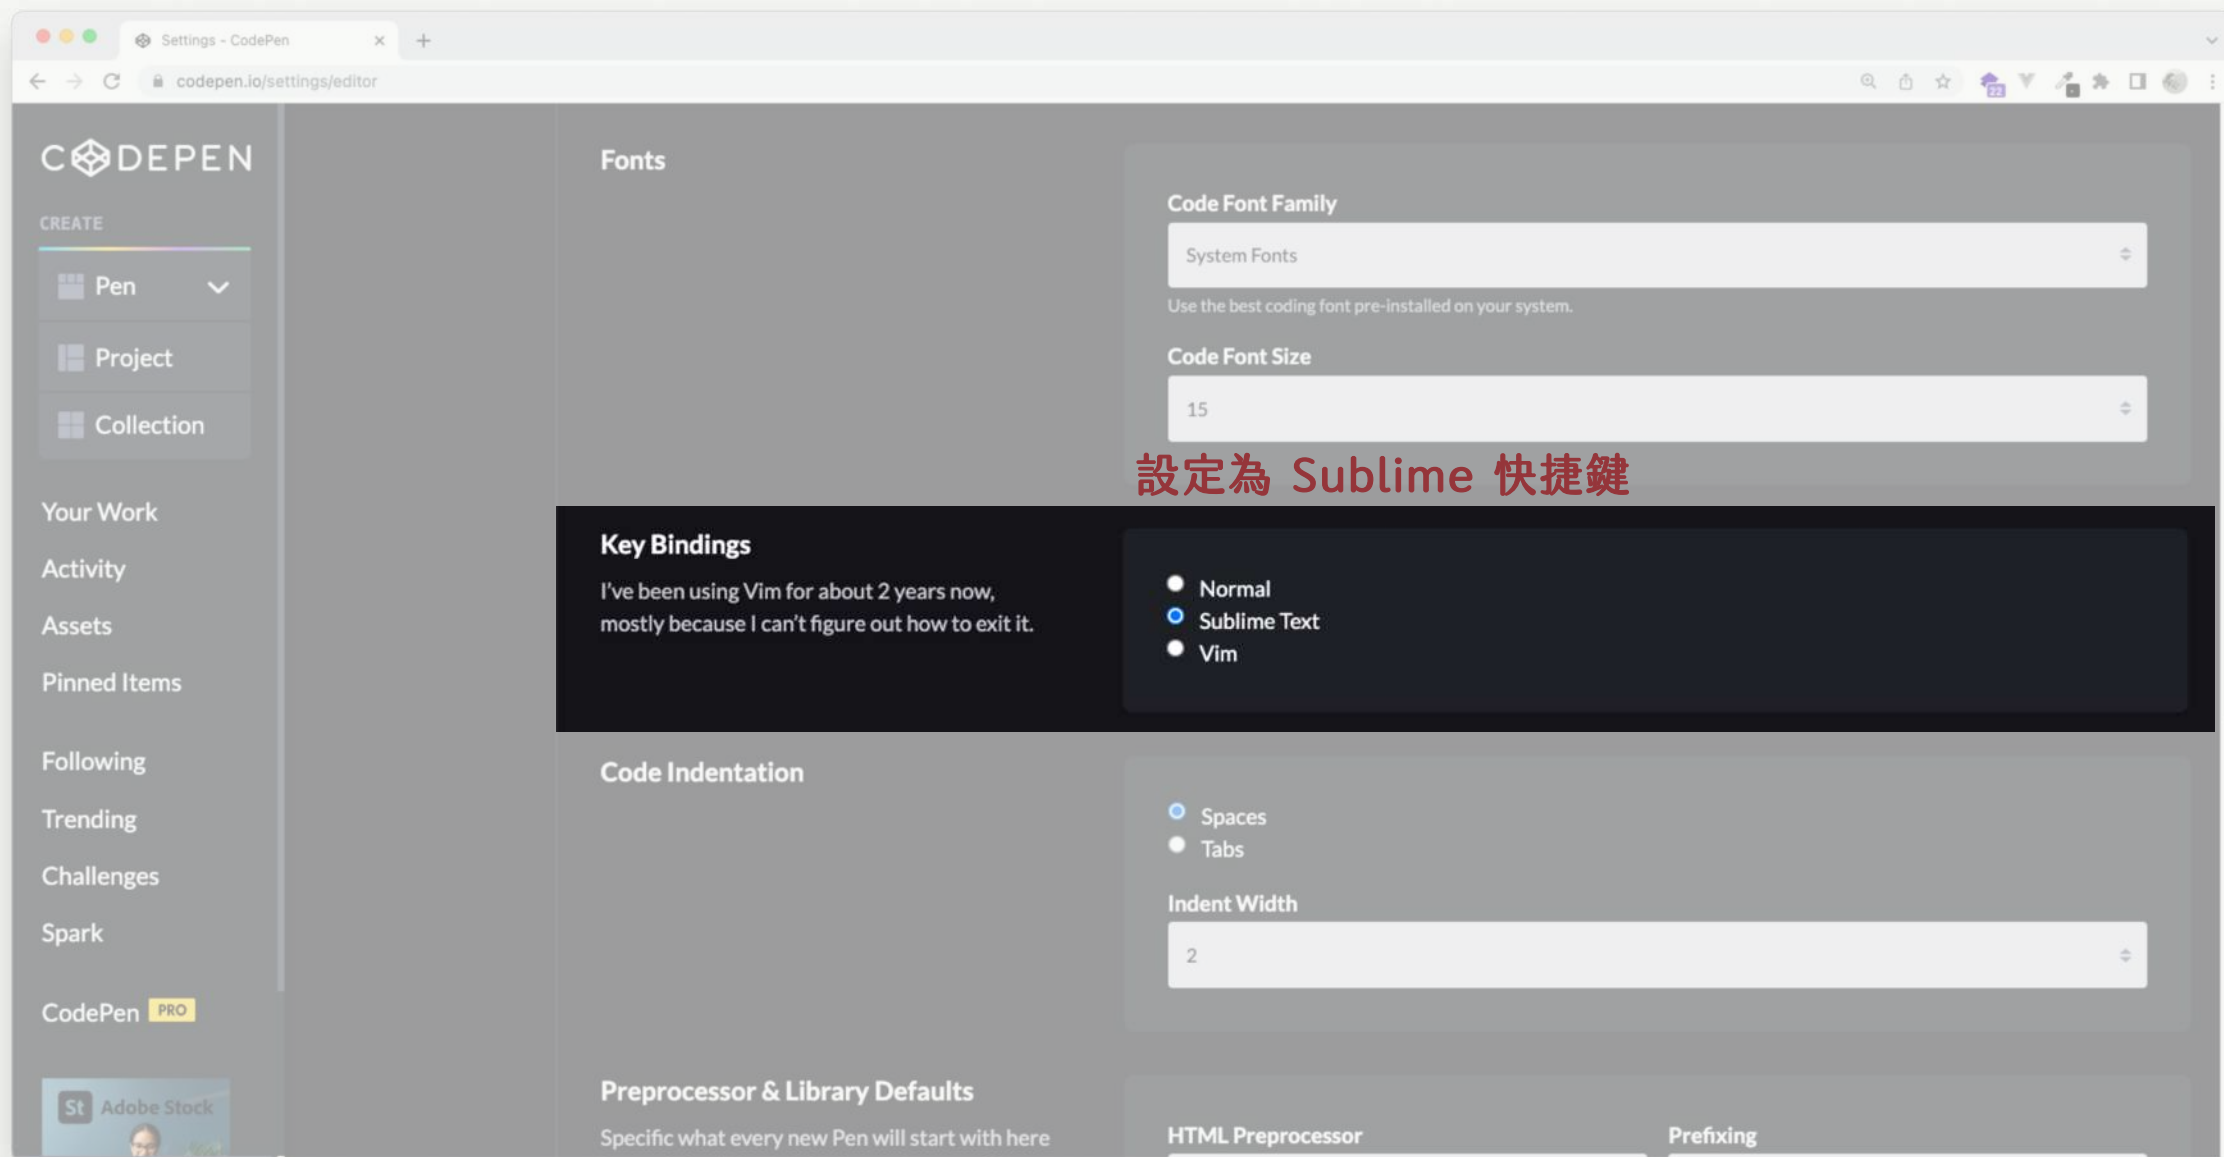 Settings - CodePen
codepen.io/settings/editor
22
CODEPEN
CREATE
Pen
Project
Collection
Your Work
Activity
Assets
Pinned Items
Following
Trending
Challenges
Spark
CodePen PRO
St Adobe Stock
Fonts
Code Font Family
System Fonts
Use the best coding font pre-installed on your system.
Code Font Size
15
設定為 Sublime 快捷鍵
Key Bindings
I've been using Vim for about 2 years now,
mostly because I can't figure out how to exit it.
Normal
Sublime Text
Vim
Code Indentation
Spaces
Tabs
Indent Width
2
Preprocessor & Library Defaults
Specific what every new Pen will start with here
HTML Preprocessor
Prefixing